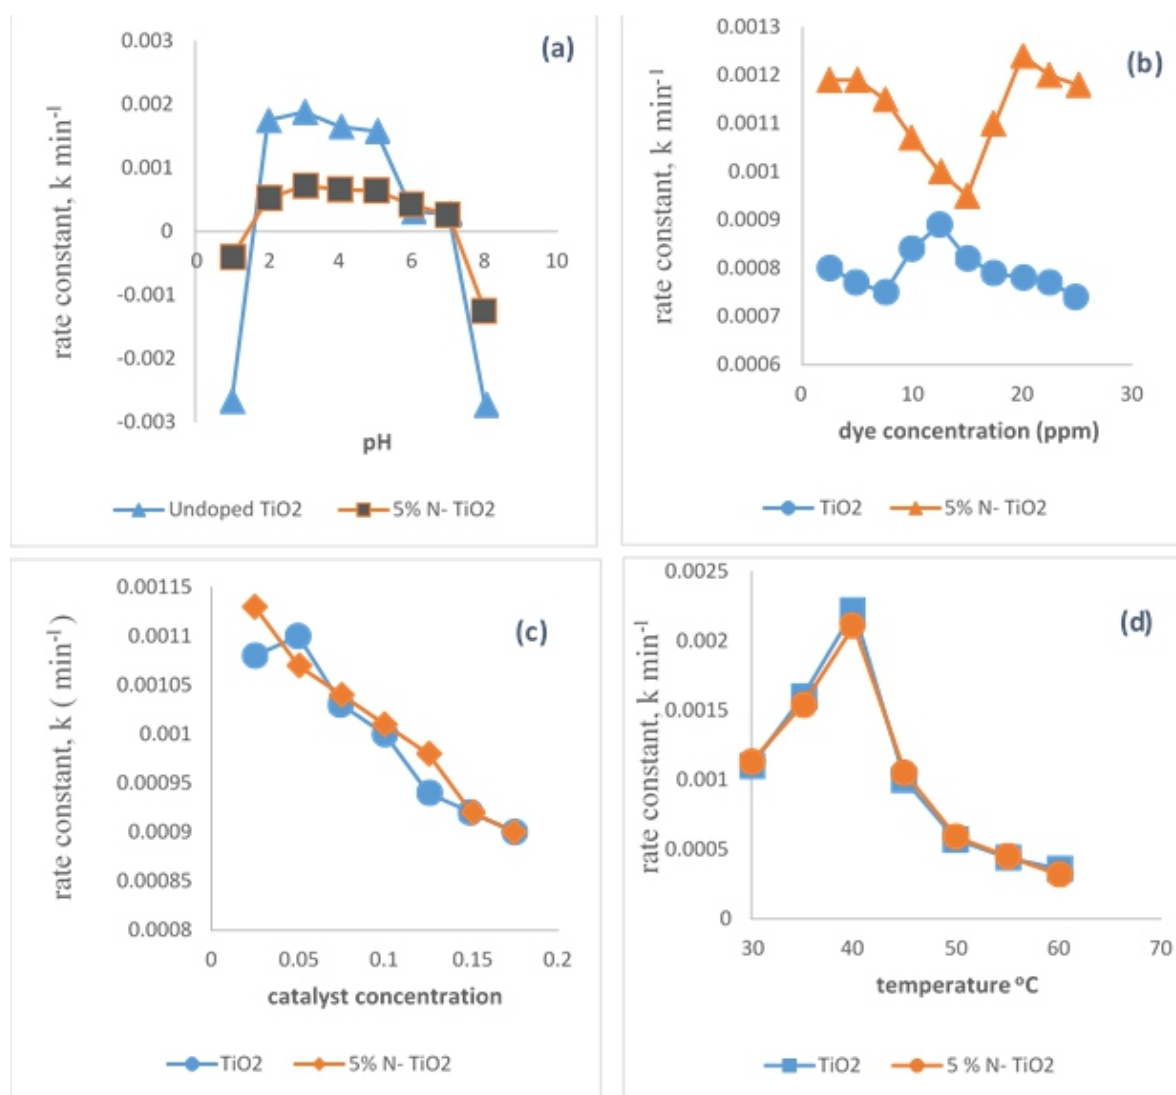 (a)
rate constant, k min-1
0.003
0.002
0.001
0
-0.001
-0.002
-0.003
0 2 4 6 8 10
pH
Undoped TiO2 5% N- TiO2
(b)
rate constant, k min-1
0.0013
0.0012
0.0011
0.001
0.0009
0.0008
0.0007
0.0006
0 10 20 30
dye concentration (ppm)
TiO2 5% N- TiO2
(c)
rate constant, k ( min-1 )
0.00115
0.0011
0.00105
0.001
0.00095
0.0009
0.00085
0.0008
0 0.05 0.1 0.15 0.2
catalyst concentration
TiO2 5% N- TiO2
(d)
rate constant, k min-1
0.0025
0.002
0.0015
0.001
0.0005
0
30 40 50 60 70
temperature ºC
TiO2 5 % N- TiO2